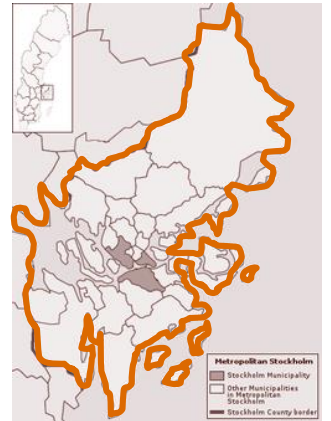 Metropolitan Stockholm
Stockholm Municipality
Other Municipalities
in Metropolitan
Stockholm
Stockholm County border